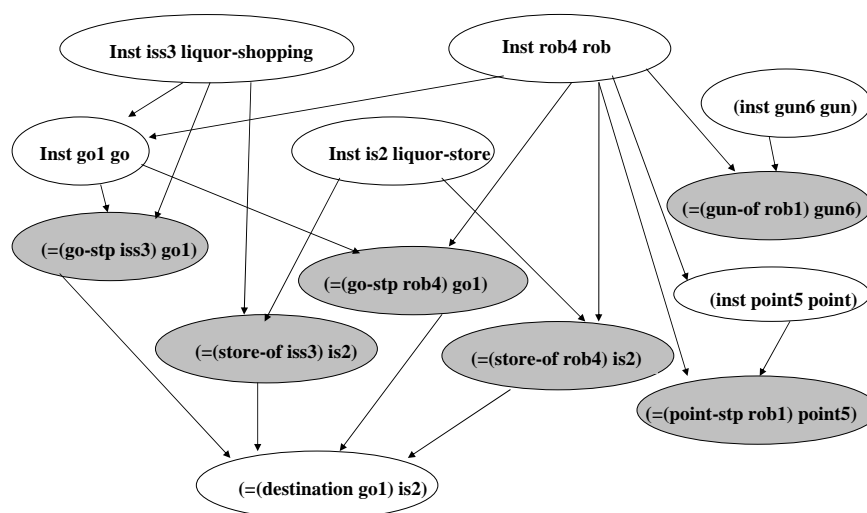 Inst iss3 liquor-shopping
Inst rob4 rob
(inst gun6 gun)
Inst go1 go
Inst is2 liquor-store
(=(gun-of rob1) gun6)
(=(go-stp iss3) go1)
(=(go-stp rob4) go1)
(inst point5 point)
(=(store-of iss3) is2)
(=(store-of rob4) is2)
(=(point-stp rob1) point5)
(=(destination go1) is2)